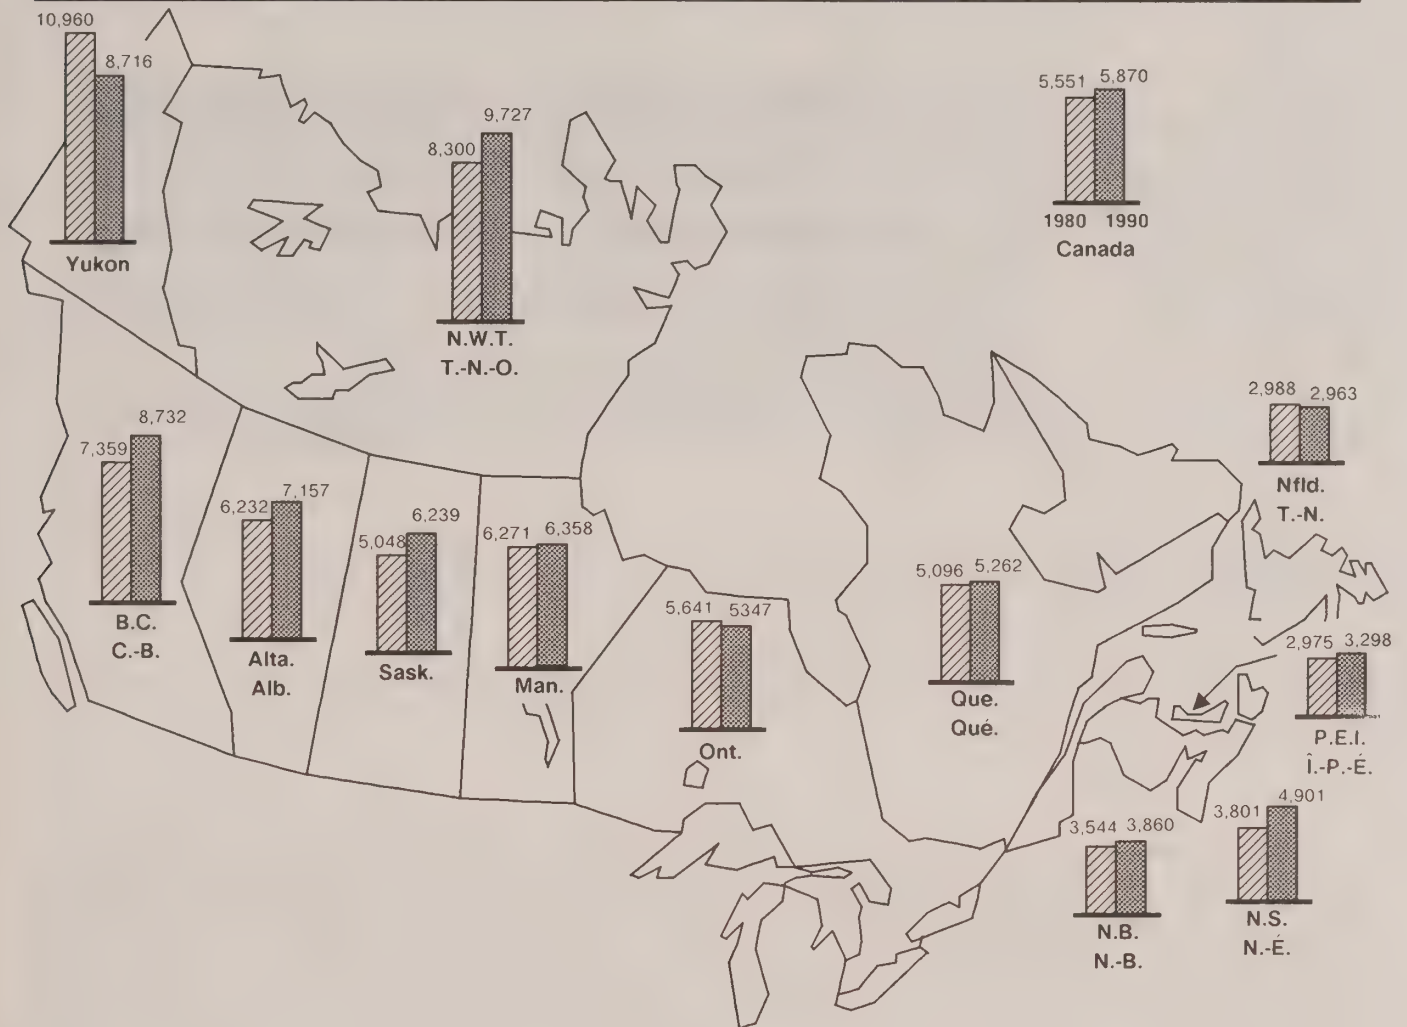 10,960
8,716
Yukon
8,300
9,727
N.W.T.
T.-N.-O.
5,551 5,870
1980 1990
Canada
7,359
8,732
B.C.
C.-B.
6,232
7,157
Alta.
Alb.
5,048
6,239
Sask.
6,271 6,358
Man.
5,641 5347
Ont.
5,096 5,262
Que.
Qué.
2,988 2,963
Nfld.
T.-N.
2,975 3,298
P.E.I.
Î.-P.-É.
3,544 3,860
N.B.
N.-B.
3,801
4,901
N.S.
N.-É.